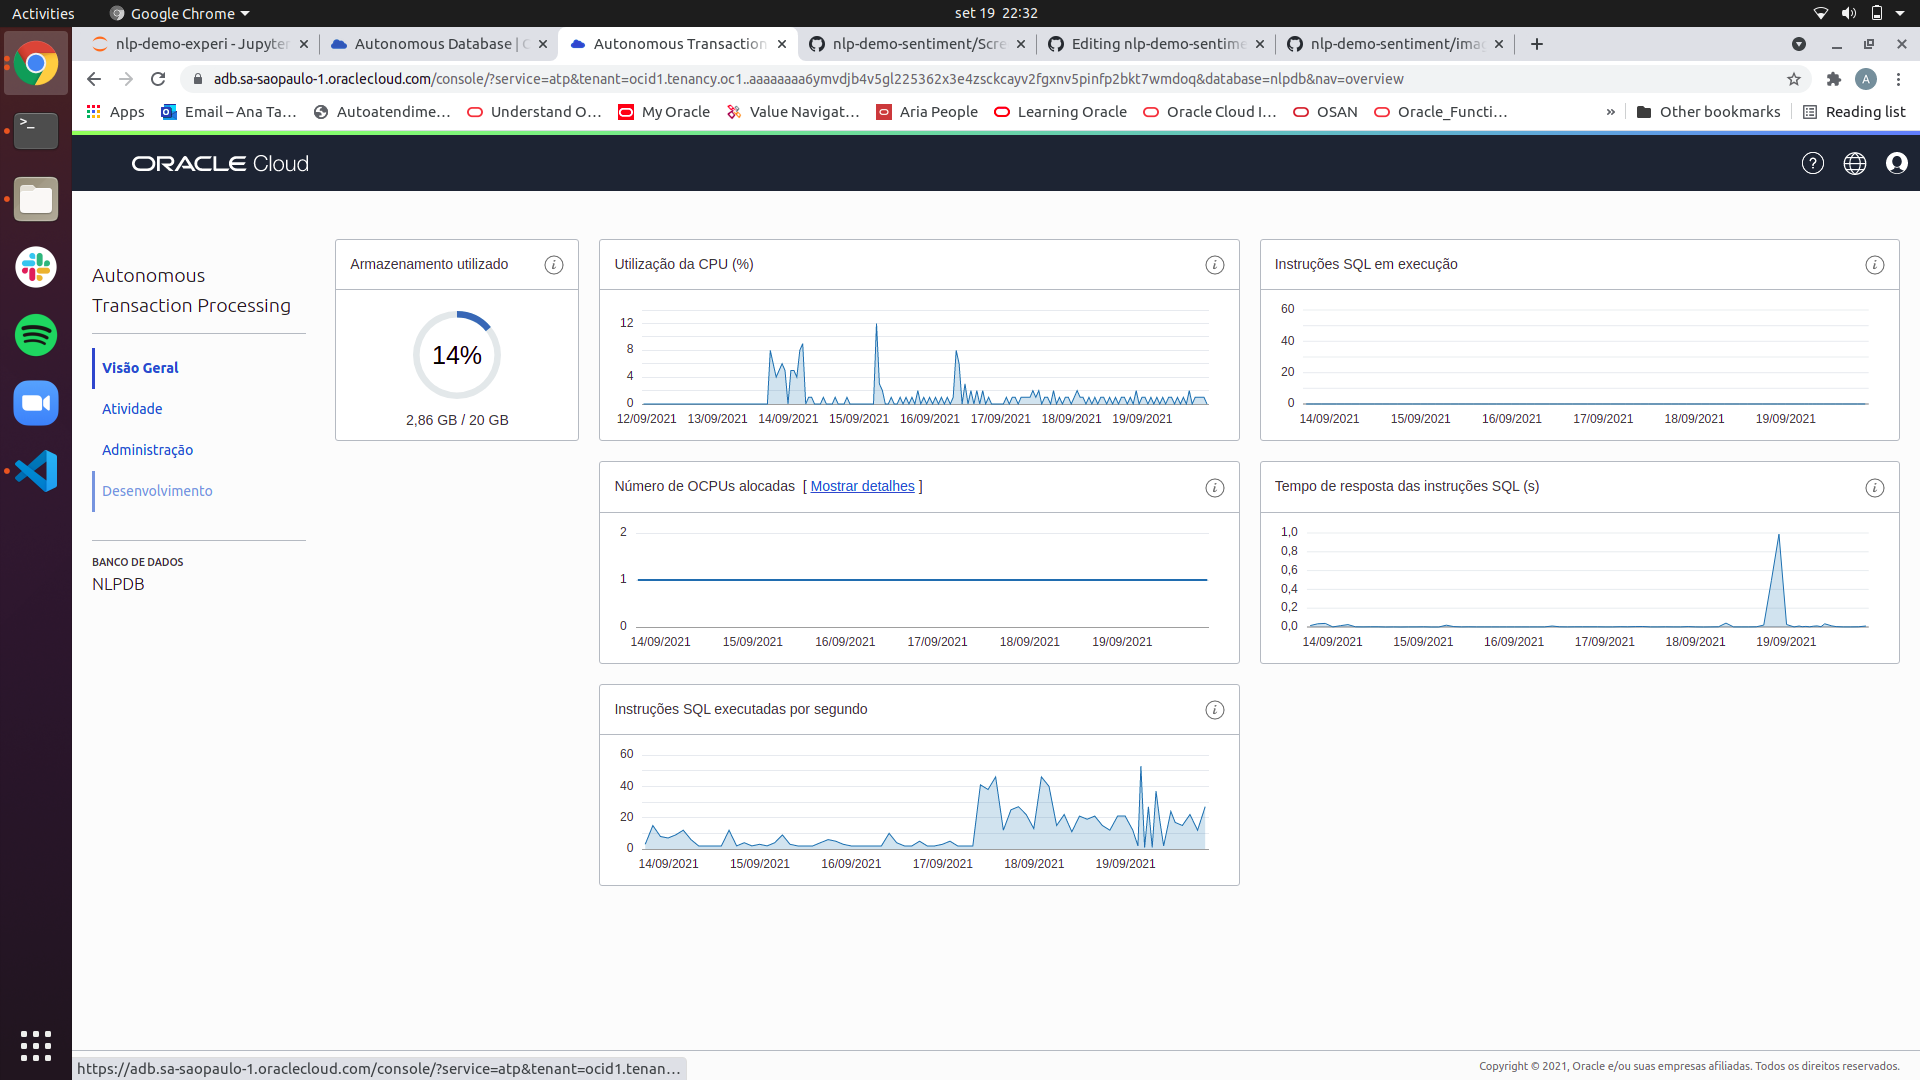 Activities
Google Chrome
set 19 22:32
nlp-demo-experi - Jupyter
Autonomous Database |
Autonomous Transaction
nlp-demo-sentiment/Scre
Editing nlp-demo-sentime
nlp-demo-sentiment/ima
adb.sa-saopaulo-1.oraclecloud.com/console/?service=atp&tenant=ocid1.tenancy.oc1..aaaaaaaa6ymvdjb4v5gl225362x3e4zsckcayv2fgxnv5pinfp2bkt7wmdoq&database=nlpdb&nav=overview
A
Apps
Email – Ana Ta…
Autoatendime…
Understand O…
My Oracle
Value Navigat…
Aria People
Learning Oracle
Oracle Cloud I…
OSAN
Oracle_Functi…
»
Other bookmarks
Reading list
ORACLE Cloud
Autonomous
Transaction Processing
Visão Geral
Atividade
Administração
Desenvolvimento
BANCO DE DADOS
NLPDB
Armazenamento utilizado
14%
2,86 GB / 20 GB
Utilização da CPU (%)
12
8
4
0
12/09/2021 13/09/2021 14/09/2021 15/09/2021 16/09/2021 17/09/2021 18/09/2021 19/09/2021
Instruções SQL em execução
60
40
20
0
14/09/2021 15/09/2021 16/09/2021 17/09/2021 18/09/2021 19/09/2021
Número de OCPUs alocadas [ Mostrar detalhes ]
2
1
0
14/09/2021 15/09/2021 16/09/2021 17/09/2021 18/09/2021 19/09/2021
Tempo de resposta das instruções SQL (s)
1,0
0,8
0,6
0,4
0,2
0,0
14/09/2021 15/09/2021 16/09/2021 17/09/2021 18/09/2021 19/09/2021
Instruções SQL executadas por segundo
60
40
20
0
14/09/2021 15/09/2021 16/09/2021 17/09/2021 18/09/2021 19/09/2021
https://adb.sa-saopaulo-1.oraclecloud.com/console/?service=atp&tenant=ocid1.tenan…
Copyright © 2021, Oracle e/ou suas empresas afiliadas. Todos os direitos reservados.